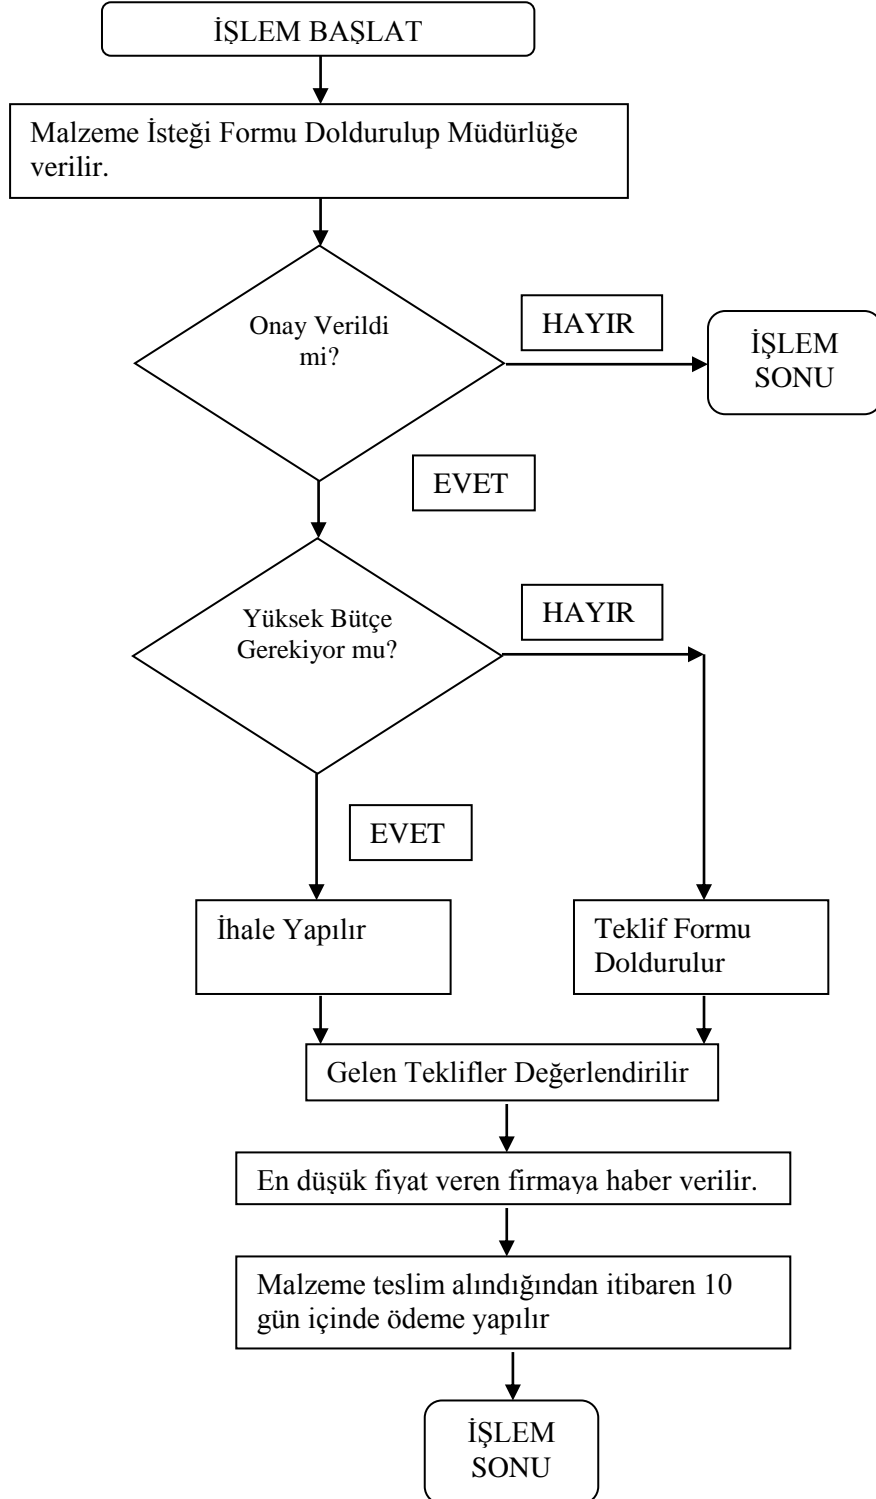 İŞLEM BAŞLAT
Malzeme İsteği Formu Doldurulup Müdürlüğe
verilir.
Onay Verildi
mi?
HAYIR
İŞLEM
SONU
EVET
Yüksek Bütçe
Gerekiyor mu?
HAYIR
EVET
İhale Yapılır
Teklif Formu
Doldurulur
Gelen Teklifler Değerlendirilir
En düşük fiyat veren firmaya haber verilir.
Malzeme teslim alındığından itibaren 10
gün içinde ödeme yapılır
İŞLEM
SONU